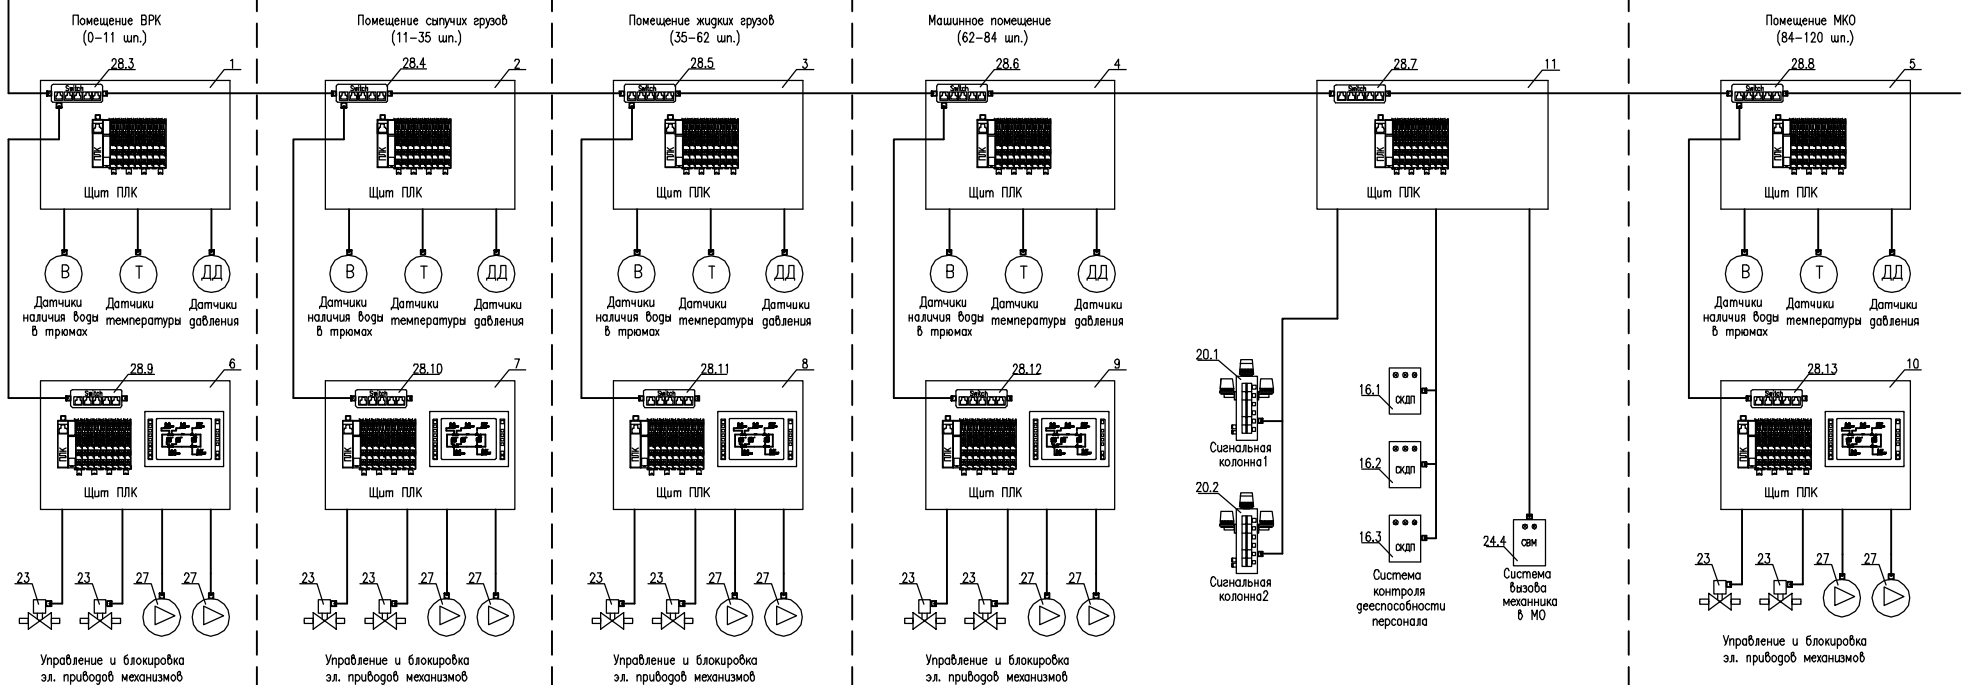 Помещение ВРК
(0-11 шп.)
Помещение сыпучих грузов
(11-35 шп.)
Помещение жидких грузов
(35-62 шп.)
Машинное помещение
(62-84 шп.)
Помещение МКО
(84-120 шп.)
28.3 1
28.4 2
28.5 3
28.6 4
28.7 11
28.8 5
Switch Switch Switch Switch Switch Switch
ПЛК ПЛК ПЛК ПЛК ПЛК ПЛК
Щит ПЛК Щит ПЛК Щит ПЛК Щит ПЛК Щит ПЛК Щит ПЛК
В Т ДД
В Т ДД
В Т ДД
В Т ДД
В Т ДД
Датчики
наличия воды
в трюмах
Датчики
температуры
Датчики
давления
Датчики
наличия воды
в трюмах
Датчики
температуры
Датчики
давления
Датчики
наличия воды
в трюмах
Датчики
температуры
Датчики
давления
Датчики
наличия воды
в трюмах
Датчики
температуры
Датчики
давления
Датчики
наличия воды
в трюмах
Датчики
температуры
Датчики
давления
28.9 6
28.10 7
28.11 8
28.12 9
28.13 10
Switch Switch Switch Switch Switch
ПЛК ПЛК ПЛК ПЛК ПЛК
Щит ПЛК Щит ПЛК Щит ПЛК Щит ПЛК Щит ПЛК
20.1
Сигнальная
колонна1
20.2
Сигнальная
колонна2
16.1
СКДП
16.2
СКДП
16.3
СКДП
Система
контроля
дееспособности
персонала
24.4
СВМ
Система
вызова
механника
в МО
23 23 27 27
23 23 27 27
23 23 27 27
23 23 27 27
23 23 27 27
Управление и блокировка
эл. приводов механизмов
Управление и блокировка
эл. приводов механизмов
Управление и блокировка
эл. приводов механизмов
Управление и блокировка
эл. приводов механизмов
Управление и блокировка
эл. приводов механизмов